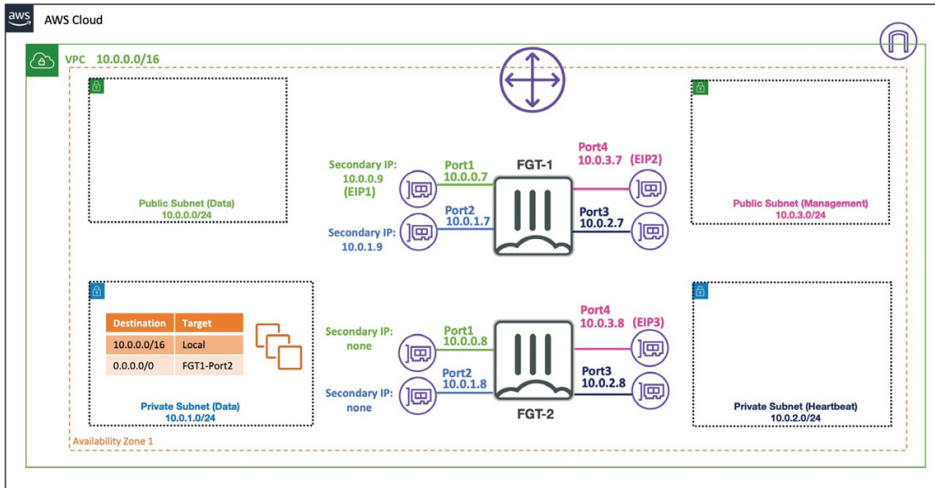 aws
AWS Cloud
VPC 10.0.0.0/16
Public Subnet (Data)
10.0.0.0/24
Secondary IP:
10.0.0.9
(EIP1)
Port1
10.0.0.7
Secondary IP:
10.0.1.9
Port2
10.0.1.7
FGT-1
Port4
10.0.3.7 (EIP2)
Port3
10.0.2.7
Public Subnet (Management)
10.0.3.0/24
Destination Target
10.0.0.0/16 Local
0.0.0.0/0 FGT1-Port2
Private Subnet (Data)
10.0.1.0/24
Secondary IP:
none
Port1
10.0.0.8
Secondary IP:
none
Port2
10.0.1.8
FGT-2
Port4
10.0.3.8 (EIP3)
Port3
10.0.2.8
Private Subnet (Heartbeat)
10.0.2.0/24
Availability Zone 1